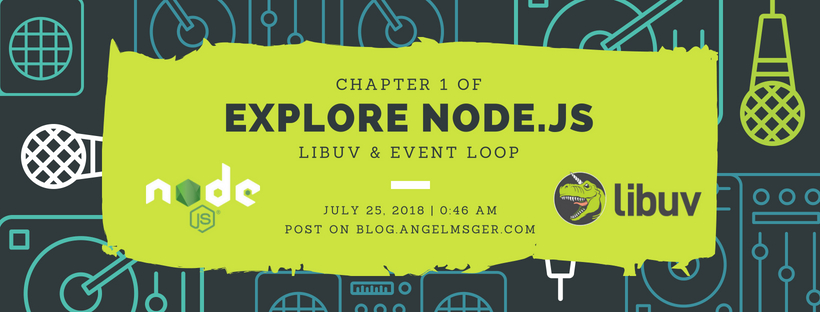 CHAPTER 1 OF
EXPLORE NODE.JS
LIBUV & EVENT LOOP
node
JS
libuv
JULY 25, 2018 | 0:46 AM
POST ON BLOG.ANGELMSGER.COM